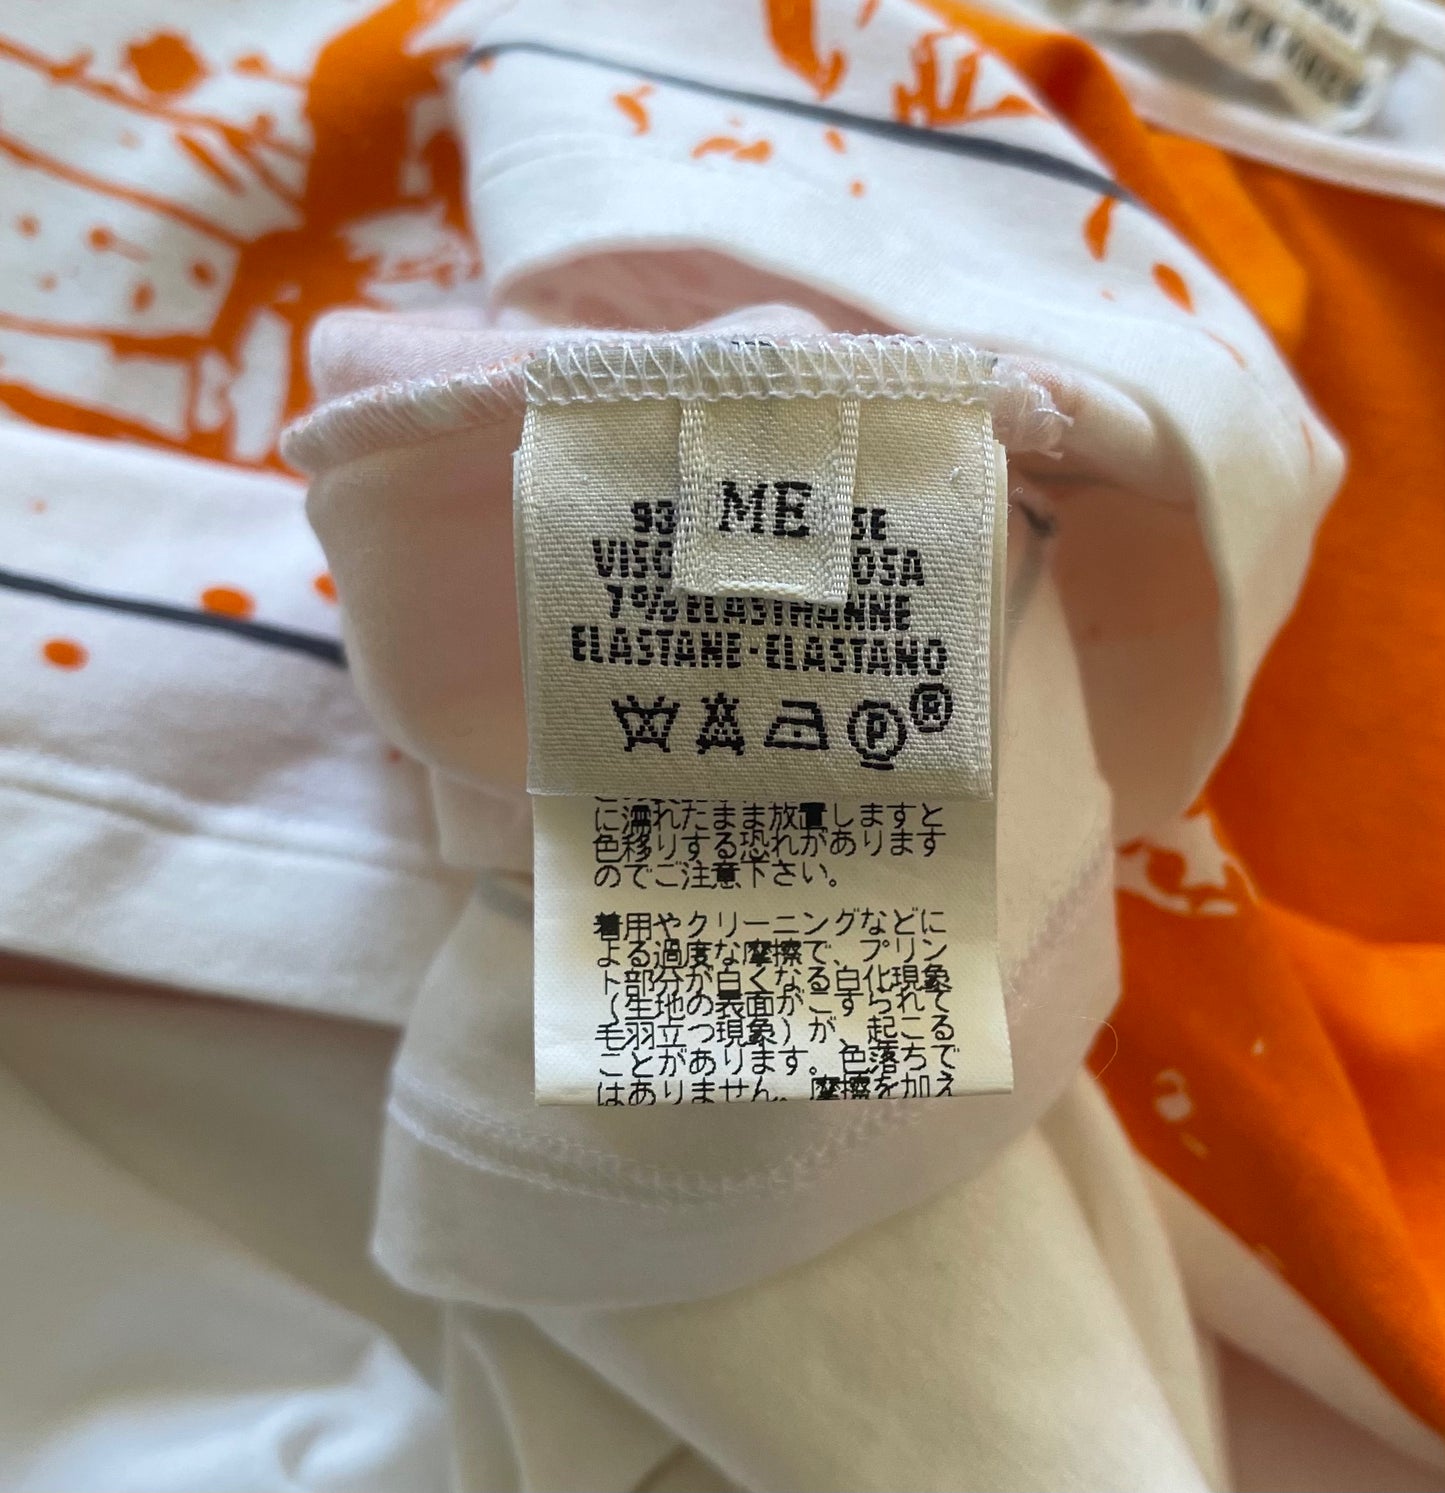 ME
93 SE
VISC OSA
7% ELASTHANNE
ELASTANE-ELASTANO
P ®
に濡れたまま放置しますと
色移りする恐れがあります
のでご注意下さい。
着用やクリーニングなどに
よる過度な摩擦で、プリン
ト部分が白くなる白化現象
(生地の表面がこすられて
毛羽立つ現象)が、起こる
ことがあります。色落ちで
はありません。摩擦を加え